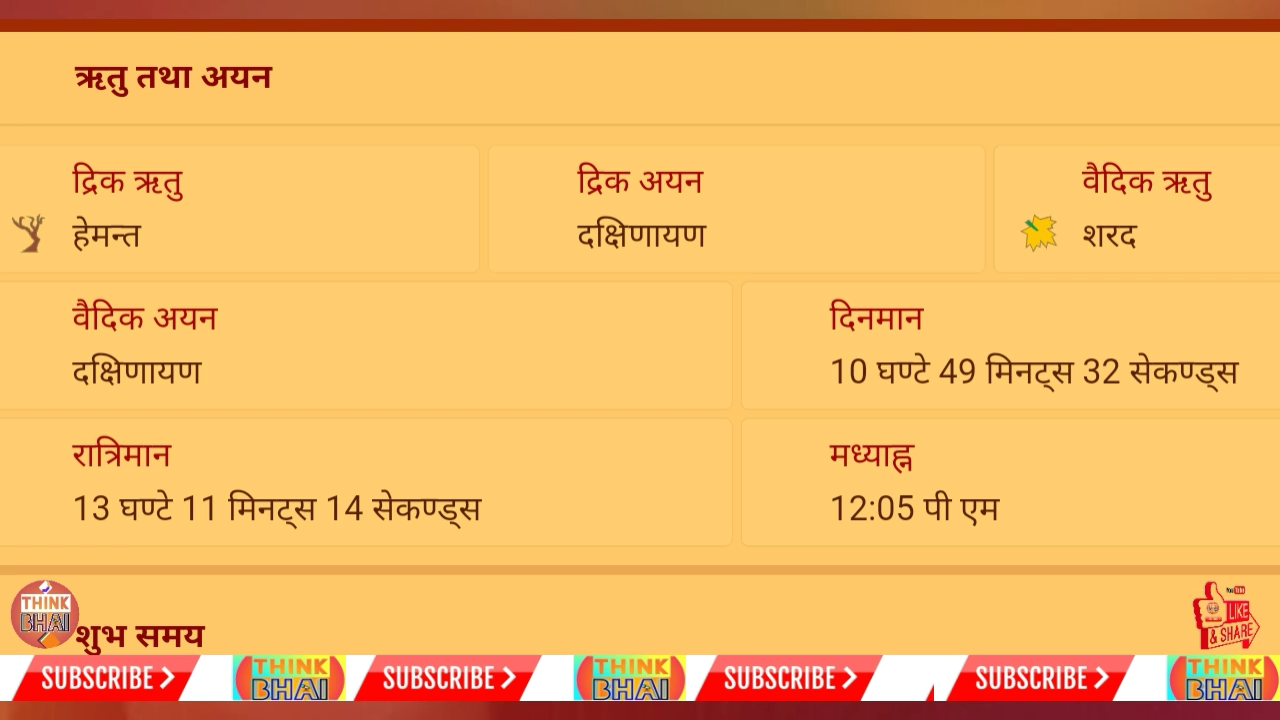 ऋतु तथा अयन
द्रिक ऋतु
हेमन्त
द्रिक अयन
दक्षिणायण
वैदिक ऋतु
शरद
वैदिक अयन
दक्षिणायण
दिनमान
10 घण्टे 49 मिनट्स 32 सेकण्ड्स
रात्रिमान
13 घण्टे 11 मिनट्स 14 सेकण्ड्स
मध्याह्न
12:05 पी एम
THINK
BHAI
शुभ समय
YouTube
LIKE
& SHARE
SUBSCRIBE
THINK
BHAI
SUBSCRIBE
THINK
BHAI
SUBSCRIBE
SUBSCRIBE
THINK
BHAI